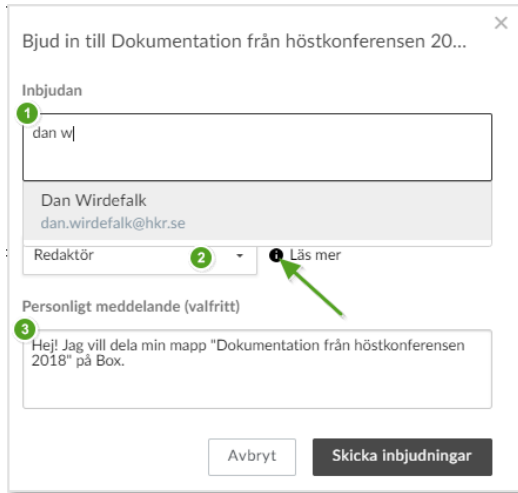 Bjud in till Dokumentation från höstkonferensen 20...
Inbjudan
1
dan w
Dan Wirdefalk
dan.wirdefalk@hkr.se
Redaktör 2 Läs mer
Personligt meddelande (valfritt)
3
Hej! Jag vill dela min mapp "Dokumentation från höstkonferensen
2018" på Box.
Avbryt Skicka inbjudningar